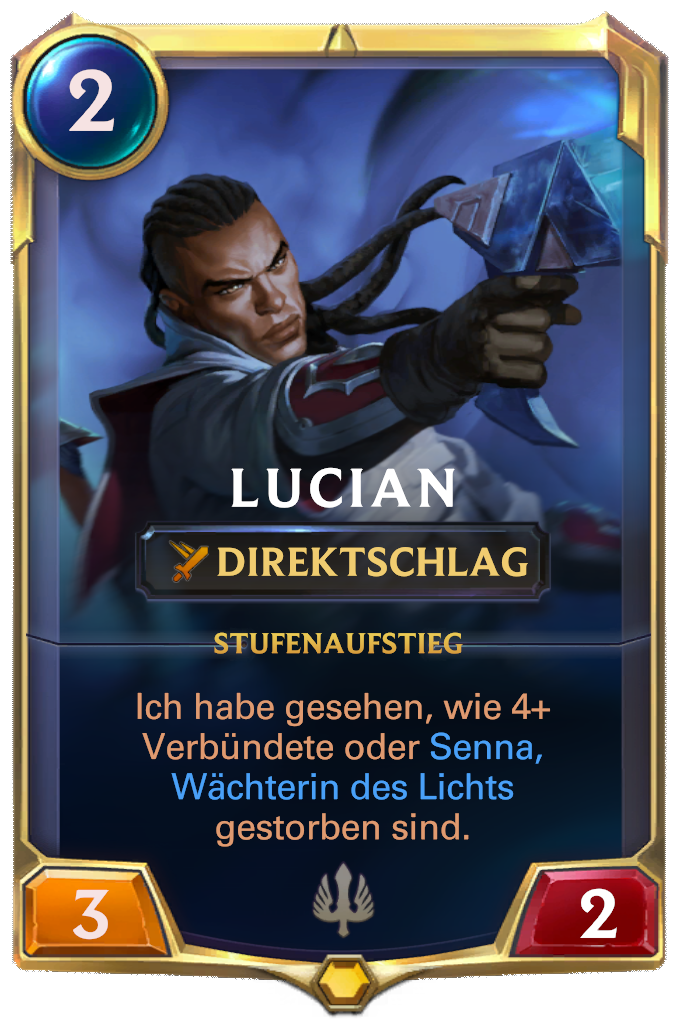 2
LUCIAN
DIREKTSCHLAG
STUFENAUFSTIEG
Ich habe gesehen, wie 4+
Verbündete oder Senna,
Wächterin des Lichts
gestorben sind.
3
2